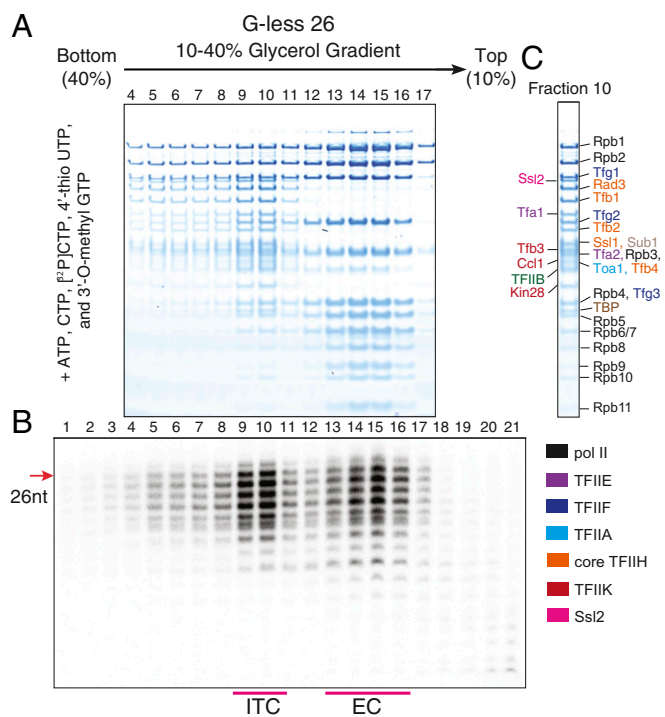 A
G-less 26
10-40% Glycerol Gradient
Bottom
(40%)
Top
(10%)
C
Fraction 10
4 5 6 7 8 9 10 11 12 13 14 15 16 17
+ ATP, CTP, [³²P]CTP, 4'-thio UTP,
and 3'-O-methyl GTP
Rpb1
Rpb2
Tfg1
Ssl2
Rad3
Tfb1
Tfa1
Tfg2
Tfb2
Ssl1, Sub1
Tfb3
Tfa2, Rpb3,
Ccl1
Toa1, Tfb4
TFIIB
Kin28
Rpb4, Tfg3
TBP
Rpb5
Rpb6/7
Rpb8
Rpb9
Rpb10
Rpb11
B
1 2 3 4 5 6 7 8 9 10 11 12 13 14 15 16 17 18 19 20 21
26nt
ITC
EC
pol II
TFIIE
TFIIF
TFIIA
core TFIIH
TFIIK
Ssl2